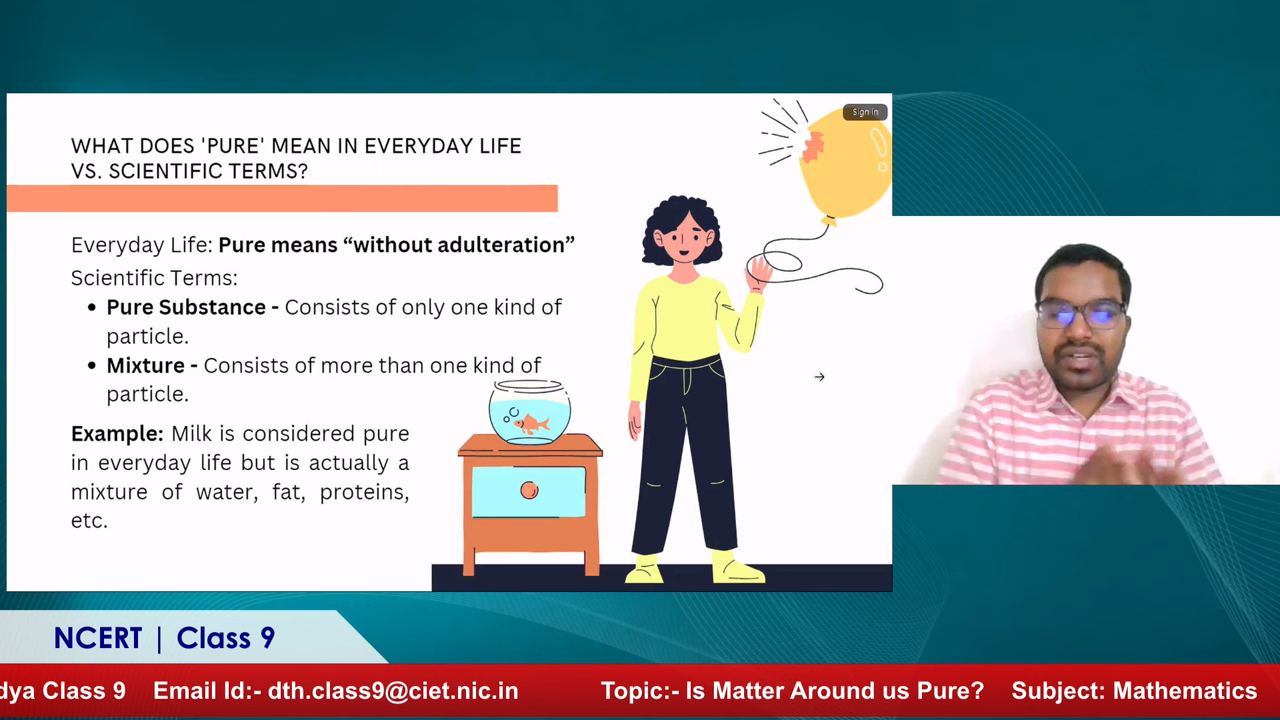 Sign in
WHAT DOES 'PURE' MEAN IN EVERYDAY LIFE
VS. SCIENTIFIC TERMS?
Everyday Life: Pure means “without adulteration”
Scientific Terms:
• Pure Substance - Consists of only one kind of
particle.
• Mixture - Consists of more than one kind of
particle.
Example: Milk is considered pure
in everyday life but is actually a
mixture of water, fat, proteins,
etc.
NCERT | Class 9
Class 9 Email Id:- dth.class9@ciet.nic.in Topic:- Is Matter Around us Pure? Subject: Mathematics